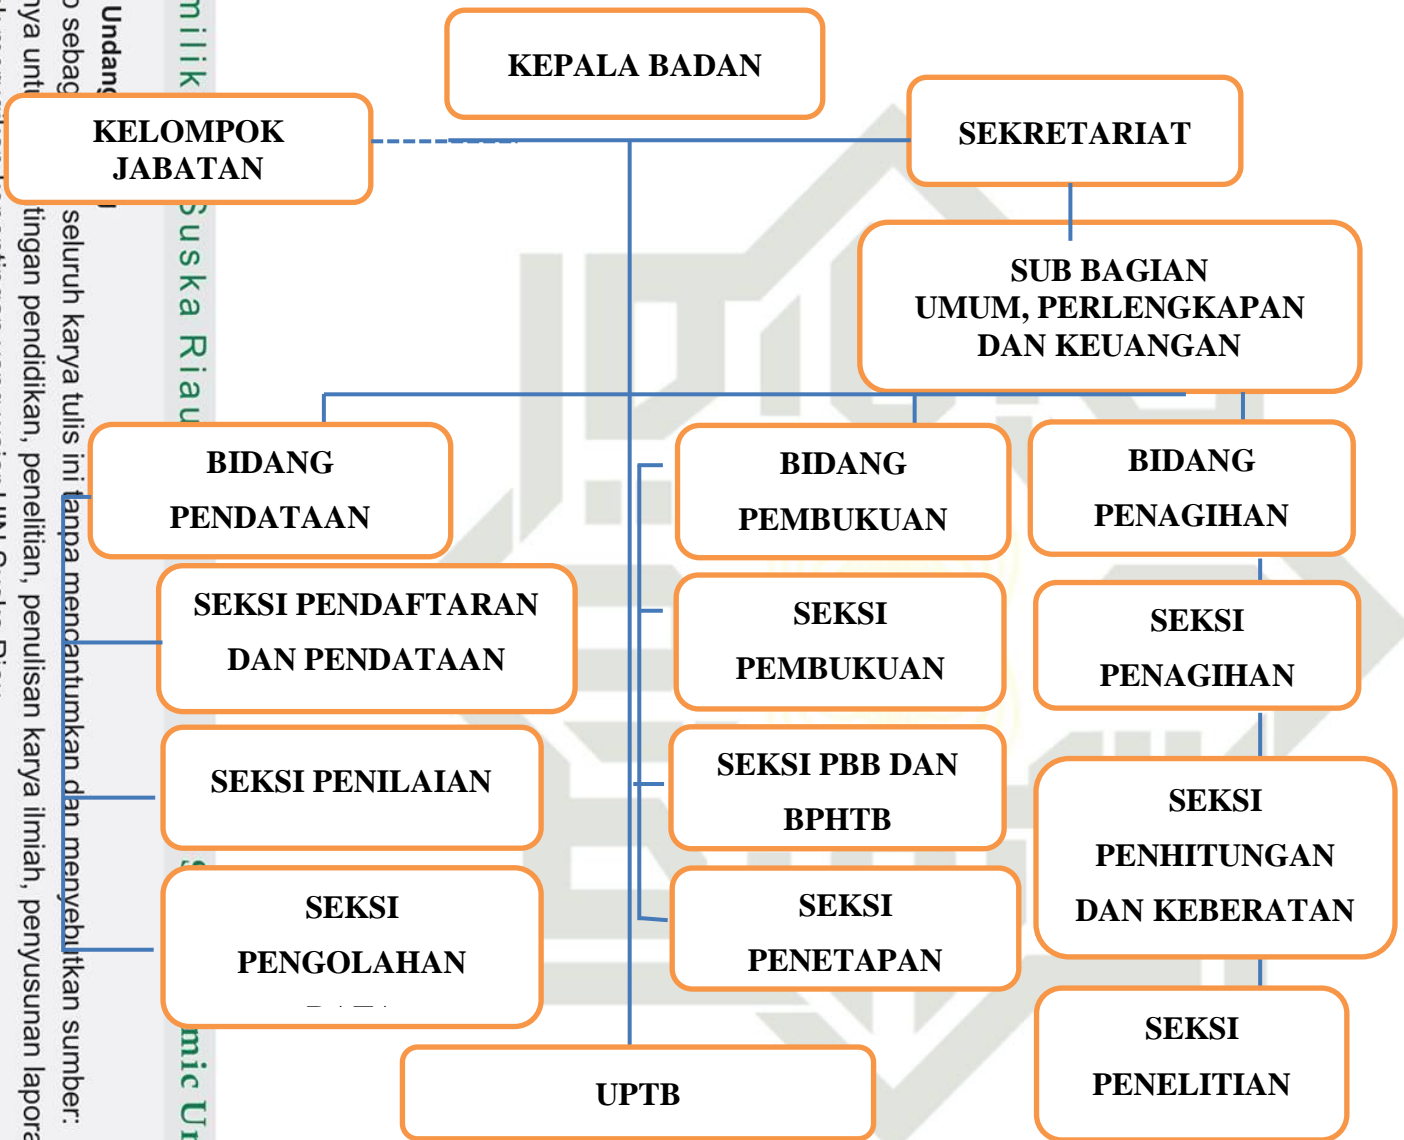 KEPALA BADAN
KELOMPOK
JABATAN
SEKRETARIAT
SUB BAGIAN
UMUM, PERLENGKAPAN
DAN KEUANGAN
BIDANG
PENDATAAN
BIDANG
PEMBUKUAN
BIDANG
PENAGIHAN
SEKSI PENDAFTARAN
DAN PENDATAAN
SEKSI
PEMBUKUAN
SEKSI
PENAGIHAN
SEKSI PENILAIAN
SEKSI PBB DAN
BPHTB
SEKSI
PENHITUNGAN
DAN KEBERATAN
SEKSI
PENGOLAHAN
SEKSI
PENETAPAN
SEKSI
PENELITIAN
UPTB
milik
Suska Riau
mic Un
Undang
seluruh karya tulis ini tanpa mencantumkan dan menyebutkan sumber:
tingan pendidikan, penelitian, penulisan karya ilmiah, penyusunan lapora